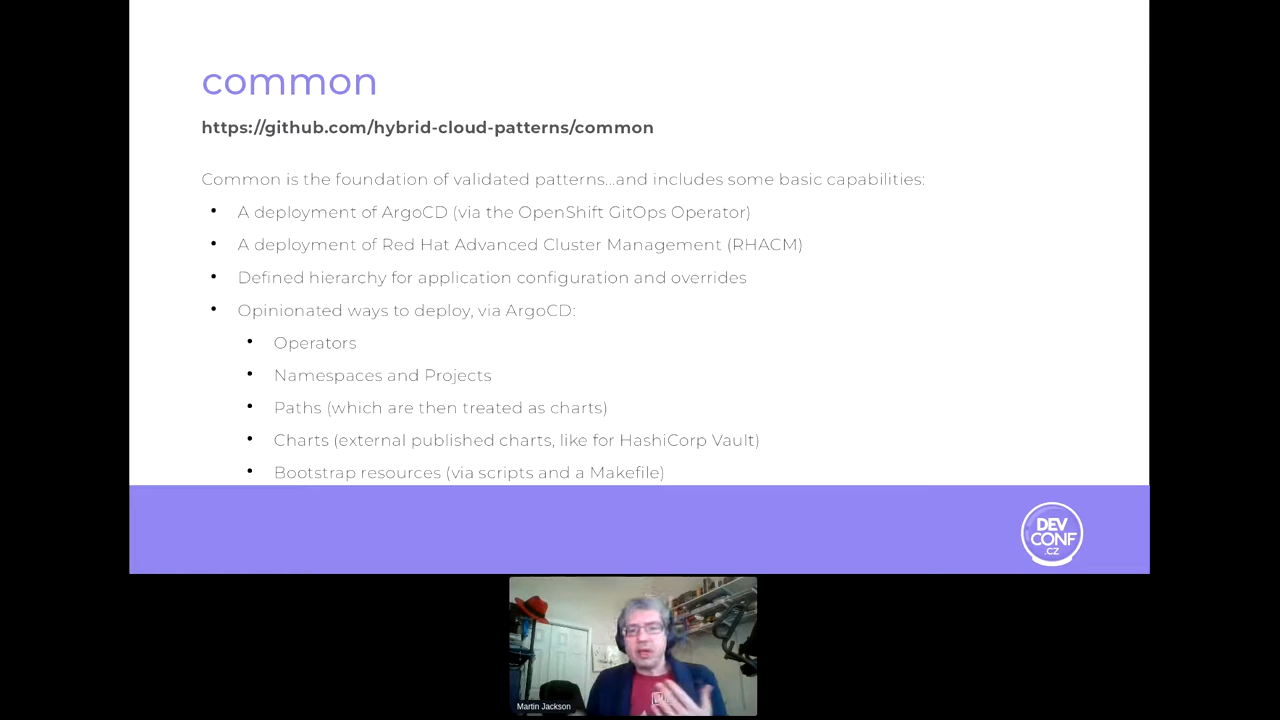 common
https://github.com/hybrid-cloud-patterns/common
Common is the foundation of validated patterns...and includes some basic capabilities:
• A deployment of ArgoCD (via the OpenShift GitOps Operator)
• A deployment of Red Hat Advanced Cluster Management (RHACM)
• Defined hierarchy for application configuration and overrides
• Opinionated ways to deploy, via ArgoCD:
• Operators
• Namespaces and Projects
• Paths (which are then treated as charts)
• Charts (external published charts, like for HashiCorp Vault)
• Bootstrap resources (via scripts and a Makefile)
DEV
CONF
.CZ
Martin Jackson